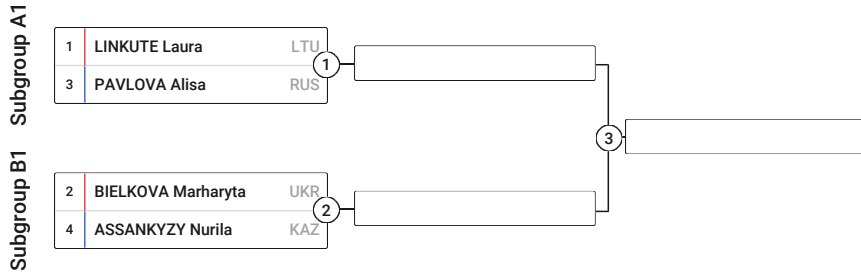 Subgroup A1
1 LINKUTE Laura LTU
3 PAVLOVA Alisa RUS
1
3
Subgroup B1
2 BIELKOVA Marharyta UKR
4 ASSANKYZY Nurila KAZ
2